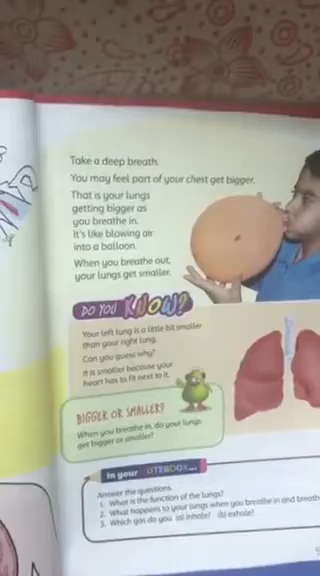 Take a deep breath.
You may feel part of your chest get bigger.
That is your lungs
getting bigger as
you breathe in.
It's like blowing air
into a balloon.
When you breathe out,
your lungs get smaller.
DO YOU KNOW?
Your left lung is a little bit smaller
than your right lung.
Can you guess why?
It is smaller because your
heart has to fit next to it.
BIGGER OR SMALLER?
When you breathe in, do your lungs
get bigger or smaller?
In your OTEBOOK...
Answer the questions.
1. What is the function of the lungs?
2. What happens to your lungs when you breathe in and breath
3. Which gas do you (a) inhale? (b) exhale?